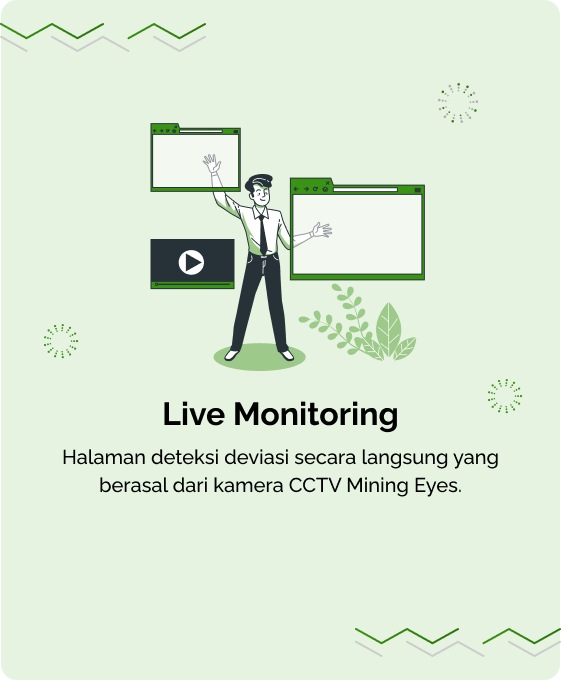 Live Monitoring
Halaman deteksi deviasi secara langsung yang
berasal dari kamera CCTV Mining Eyes.